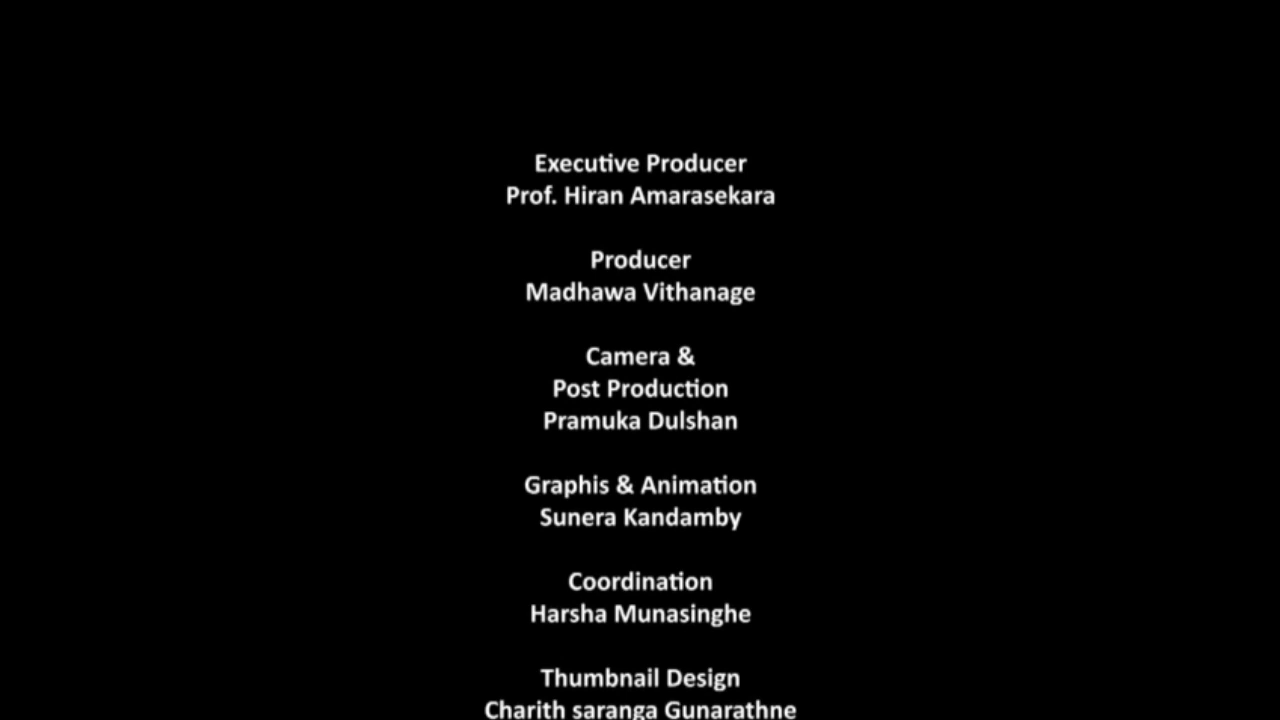 Executive Producer
Prof. Hiran Amarasekara
Producer
Madhawa Vithanage
Camera &
Post Production
Pramuka Dulshan
Graphis & Animation
Sunera Kandamby
Coordination
Harsha Munasinghe
Thumbnail Design
Charith saranga Gunarathne